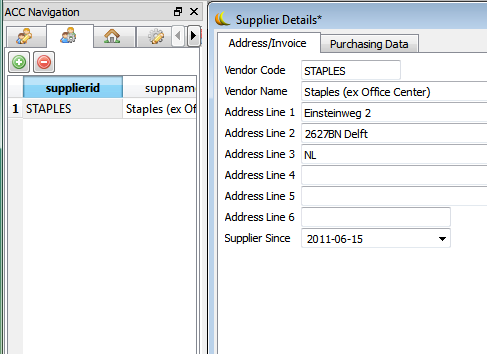 ACC Navigation
supplierid suppnam
1 STAPLES Staples (ex Of
Supplier Details*
Address/Invoice Purchasing Data
Vendor Code STAPLES
Vendor Name Staples (ex Office Center)
Address Line 1 Einsteinweg 2
Address Line 2 2627BN Delft
Address Line 3 NL
Address Line 4
Address Line 5
Address Line 6
Supplier Since 2011-06-15